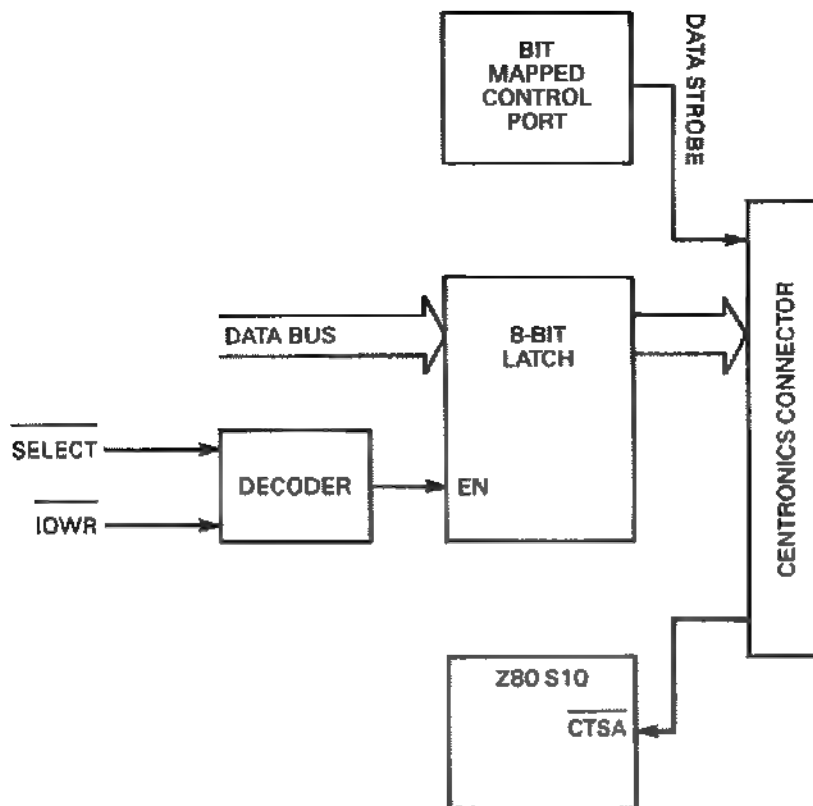 BIT
MAPPED
CONTROL
PORT
DATA STROBE
DATA BUS
8-BIT
LATCH
SELECT
DECODER
EN
IOWR
CENTRONICS CONNECTOR
Z80 S10
CTSA